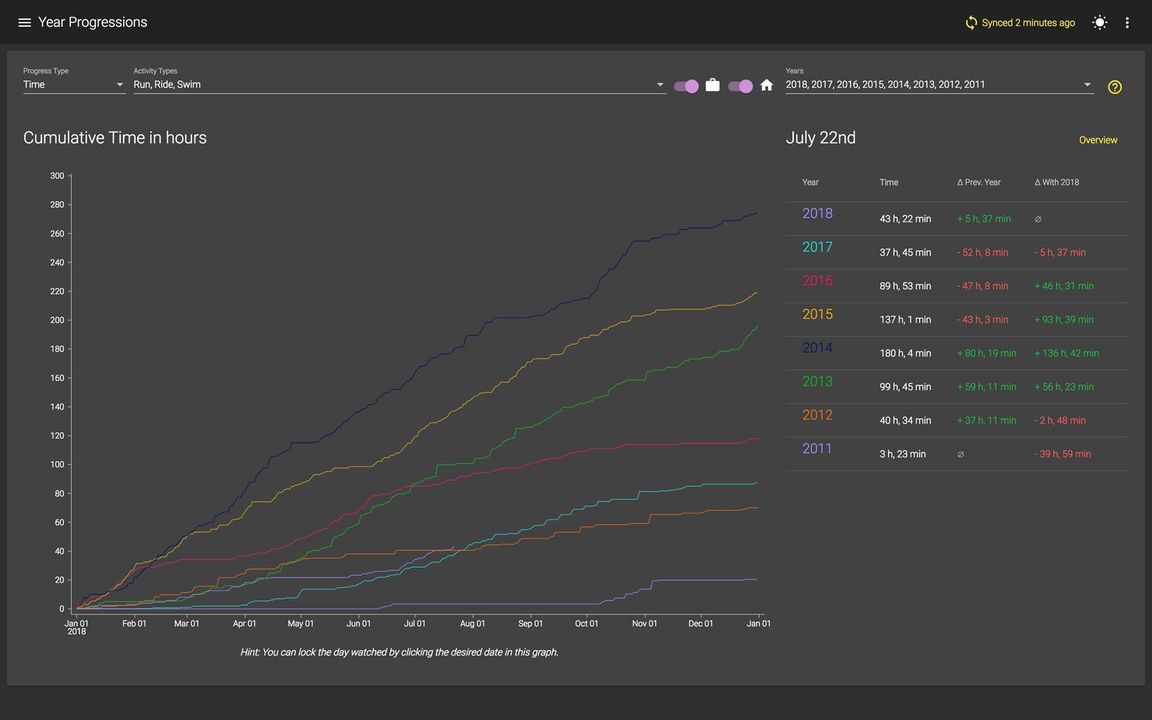 Year Progressions
Synced 2 minutes ago
Progress Type
Time
Activity Types
Run, Ride, Swim
Years
2018, 2017, 2016, 2015, 2014, 2013, 2012, 2011
Cumulative Time in hours
300
280
260
240
220
200
180
160
140
120
100
80
60
40
20
0
Jan 01 Feb 01 Mar 01 Apr 01 May 01 Jun 01 Jul 01 Aug 01 Sep 01 Oct 01 Nov 01 Dec 01 Jan 01
2018
Hint: You can lock the day watched by clicking the desired date in this graph.
July 22nd
Overview
Year Time Δ Prev. Year Δ With 2018
2018 43 h, 22 min + 5 h, 37 min ∅
2017 37 h, 45 min - 52 h, 8 min - 5 h, 37 min
2016 89 h, 53 min - 47 h, 8 min + 46 h, 31 min
2015 137 h, 1 min - 43 h, 3 min + 93 h, 39 min
2014 180 h, 4 min + 80 h, 19 min + 136 h, 42 min
2013 99 h, 45 min + 59 h, 11 min + 56 h, 23 min
2012 40 h, 34 min + 37 h, 11 min - 2 h, 48 min
2011 3 h, 23 min ∅ - 39 h, 59 min